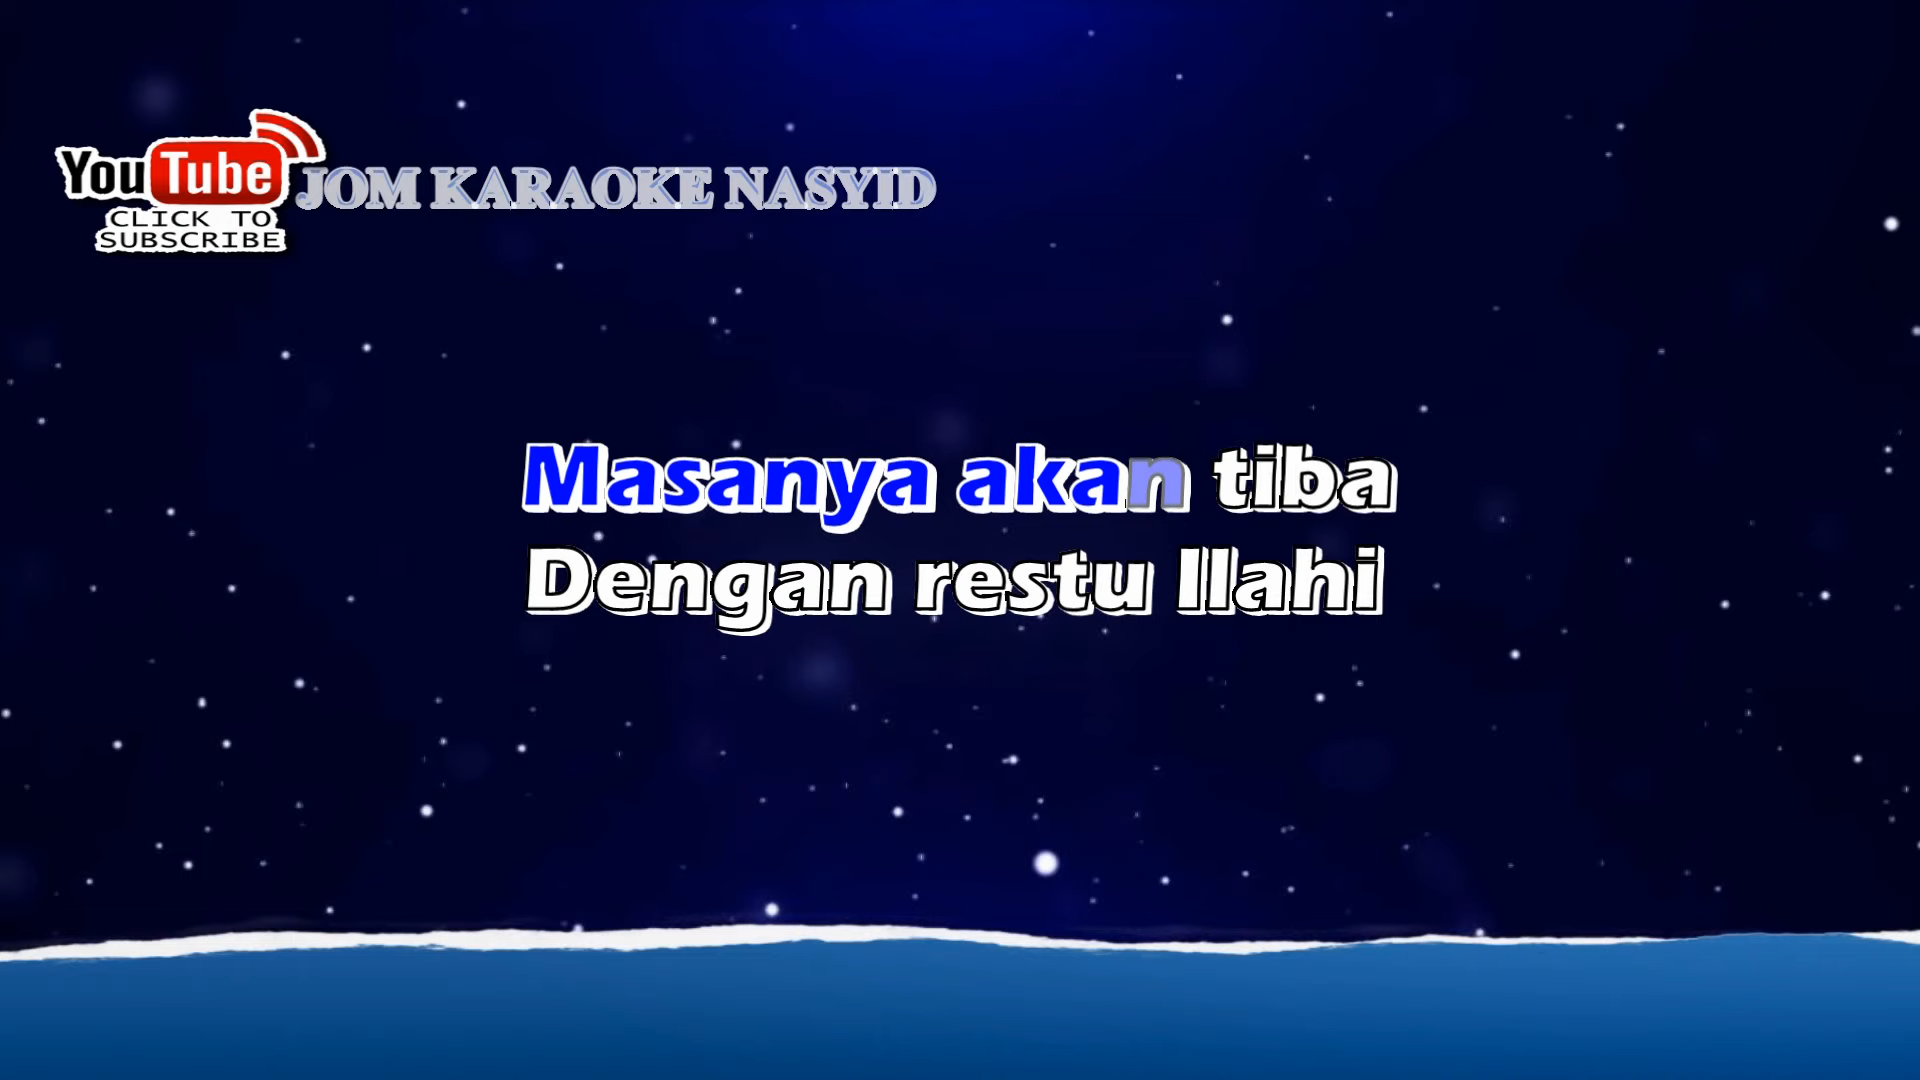 YouTube
JOM KARAOKE NASYID
CLICK TO
SUBSCRIBE
Masanya akan tiba
Dengan restu Ilahi